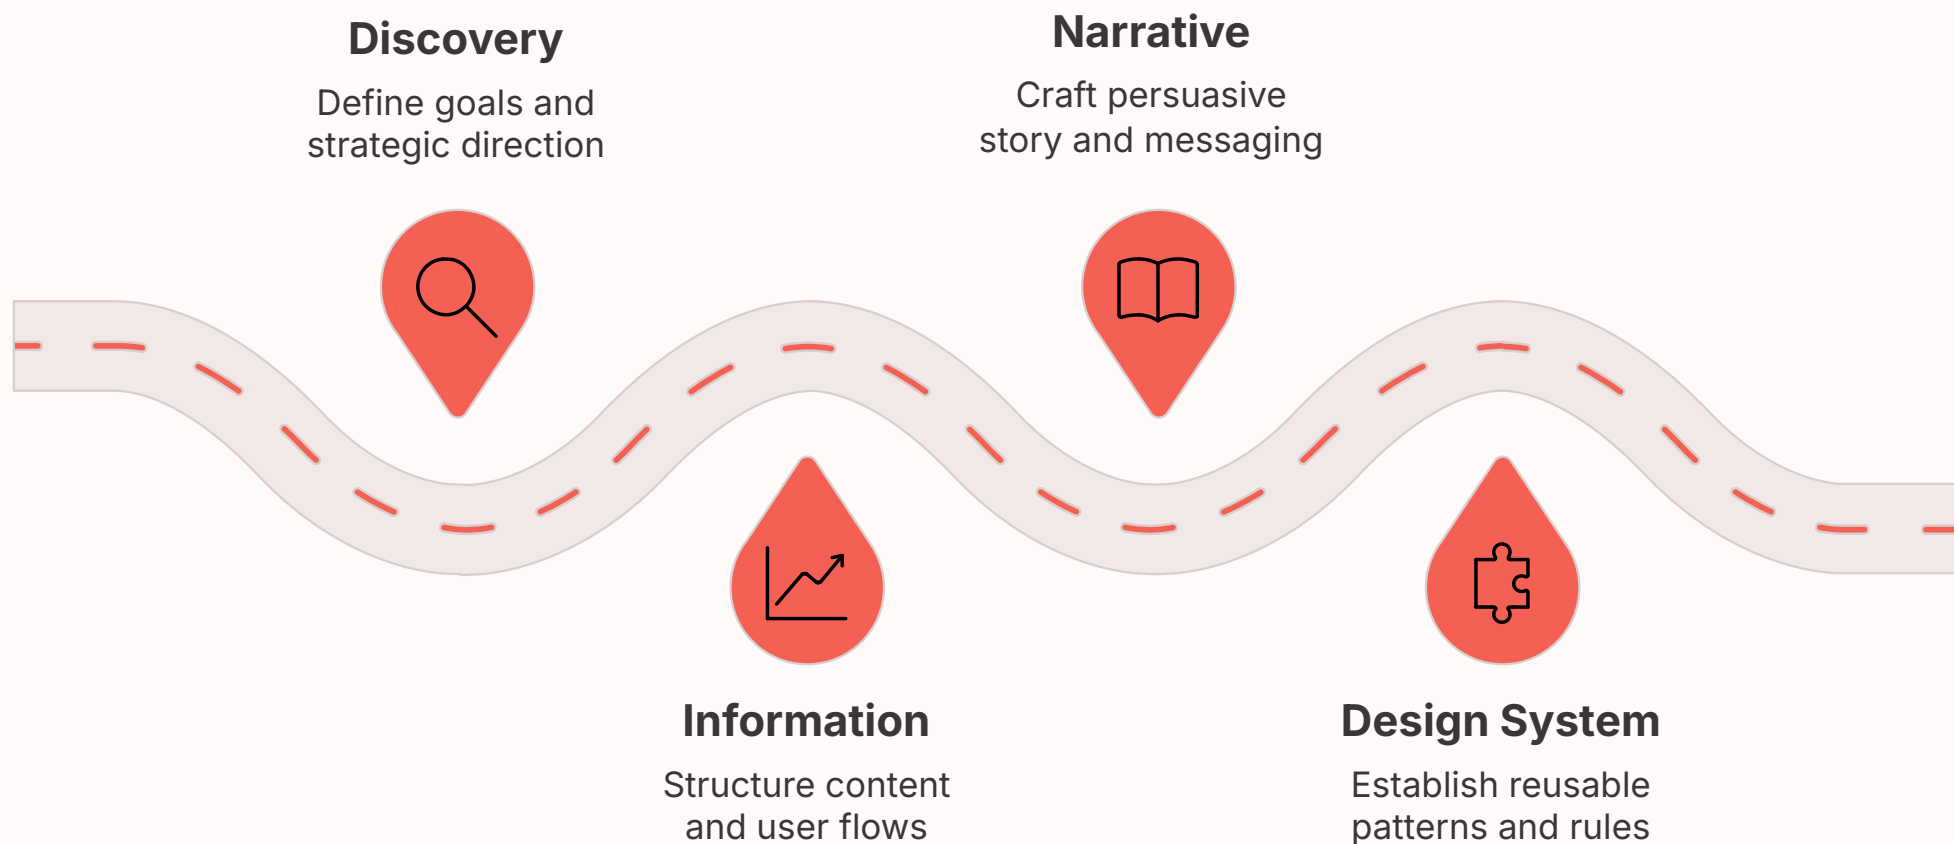 Discovery
Define goals and
strategic direction
Information
Structure content
and user flows
Narrative
Craft persuasive
story and messaging
Design System
Establish reusable
patterns and rules